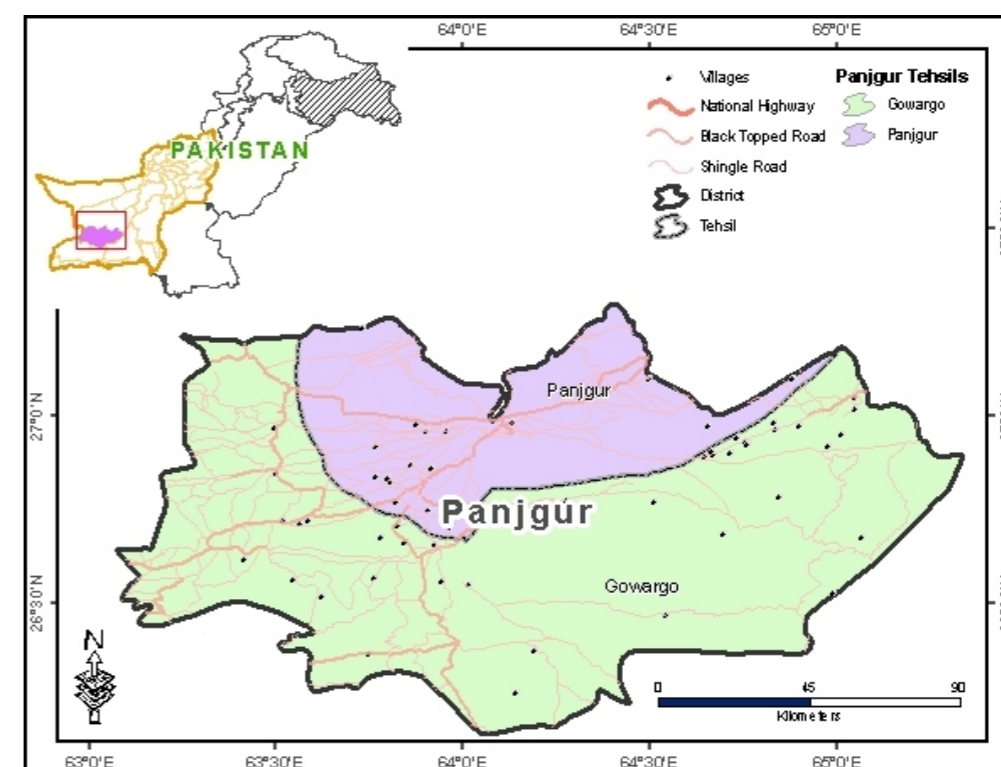 64°0'E 64°30'E 65°0'E
PAKISTAN
Villages
National Highway
Black Topped Road
Shingle Road
District
Tehsil
Panjgur Tehsils
Gowargo
Panjgur
27°0'N
Panjgur
Panjgur
Gowargo
26°30'N
N
0 45 90
Kilometers
63°0'E 63°30'E 64°0'E 64°30'E 65°0'E